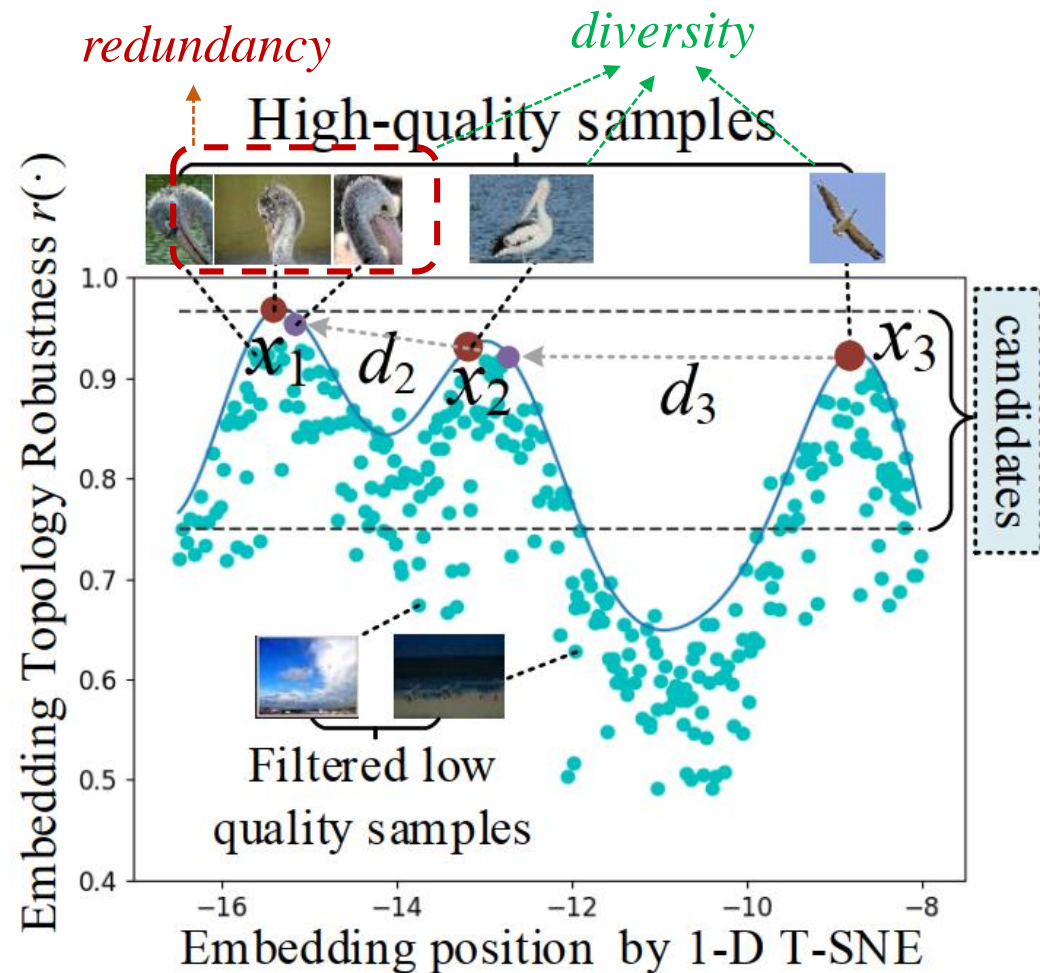 redundancy
diversity
High-quality samples
Embedding Topology Robustness r(·)
1.0
0.9
0.8
0.7
0.6
0.5
0.4
x1
d2
x2
d3
x3
candidates
Filtered low
quality samples
−16
−14
−12
−10
−8
Embedding position by 1-D T-SNE